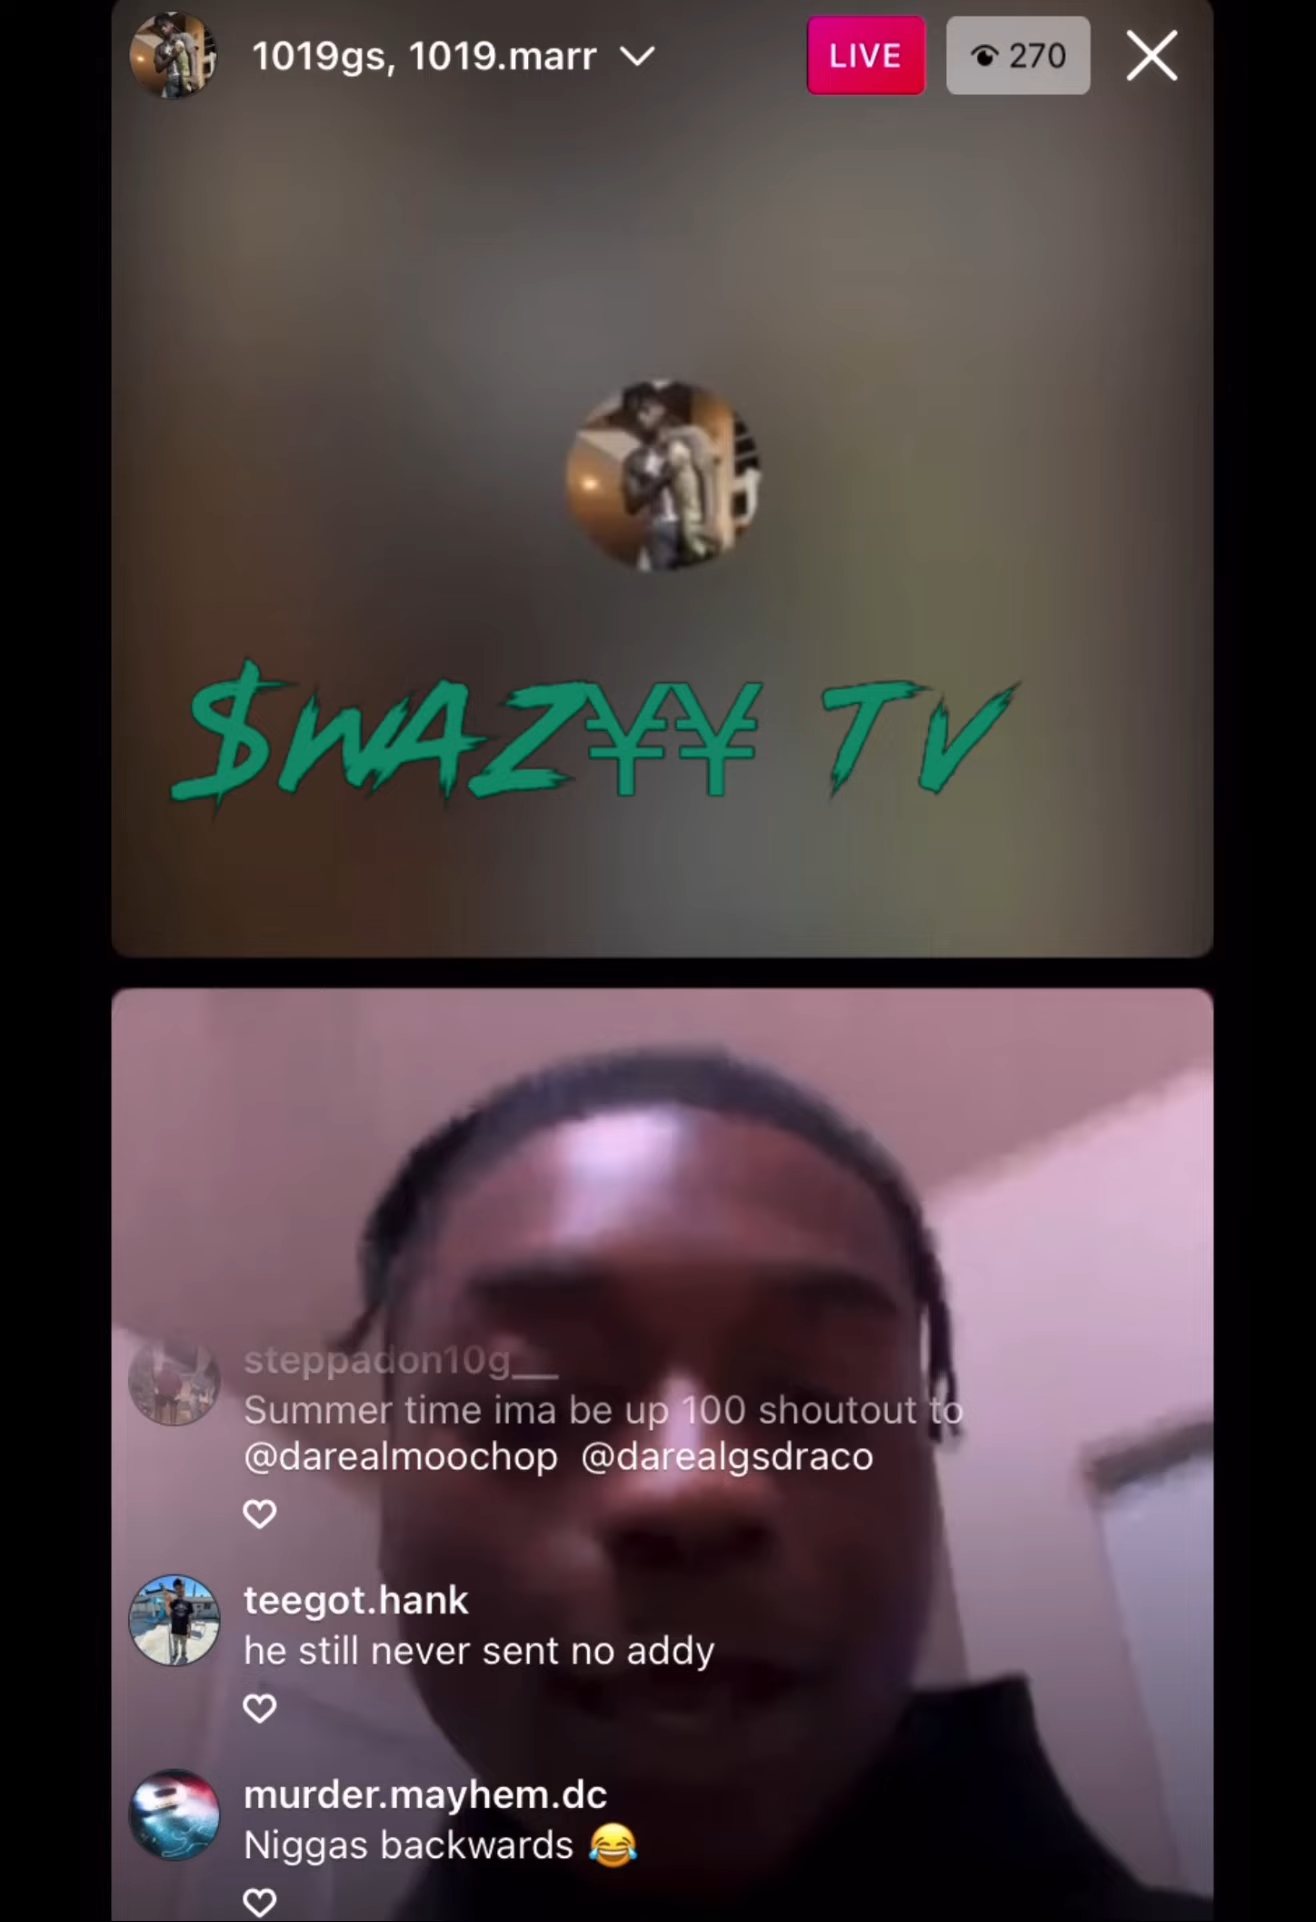 1019gs, 1019.marr
LIVE
270
$WAZ¥¥ TV
steppadon10g__
Summer time ima be up 100 shoutout to
@darealmoochop @darealgsdraco
teegot.hank
he still never sent no addy
murder.mayhem.dc
Niggas backwards 😂